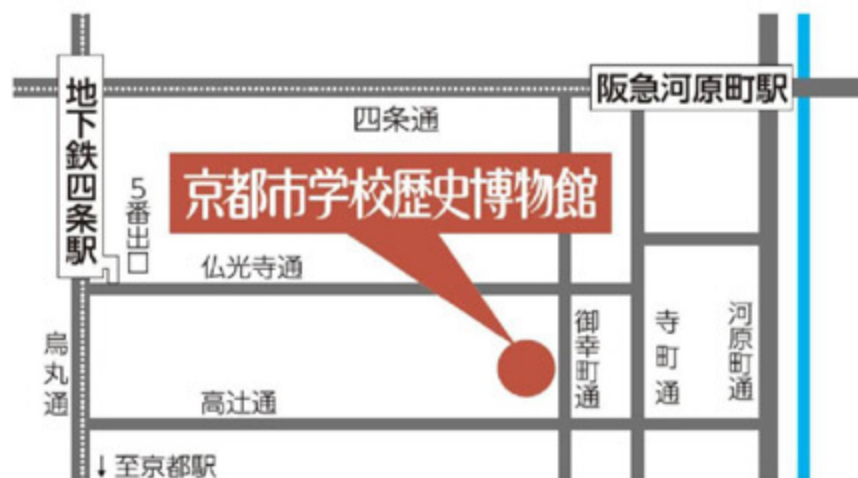 阪急河原町駅
地下鉄四条駅
四条通
京都市学校歴史博物館
5番出口
仏光寺通
御幸町通
寺町通
河原町通
烏丸通
高辻通
↓至京都駅